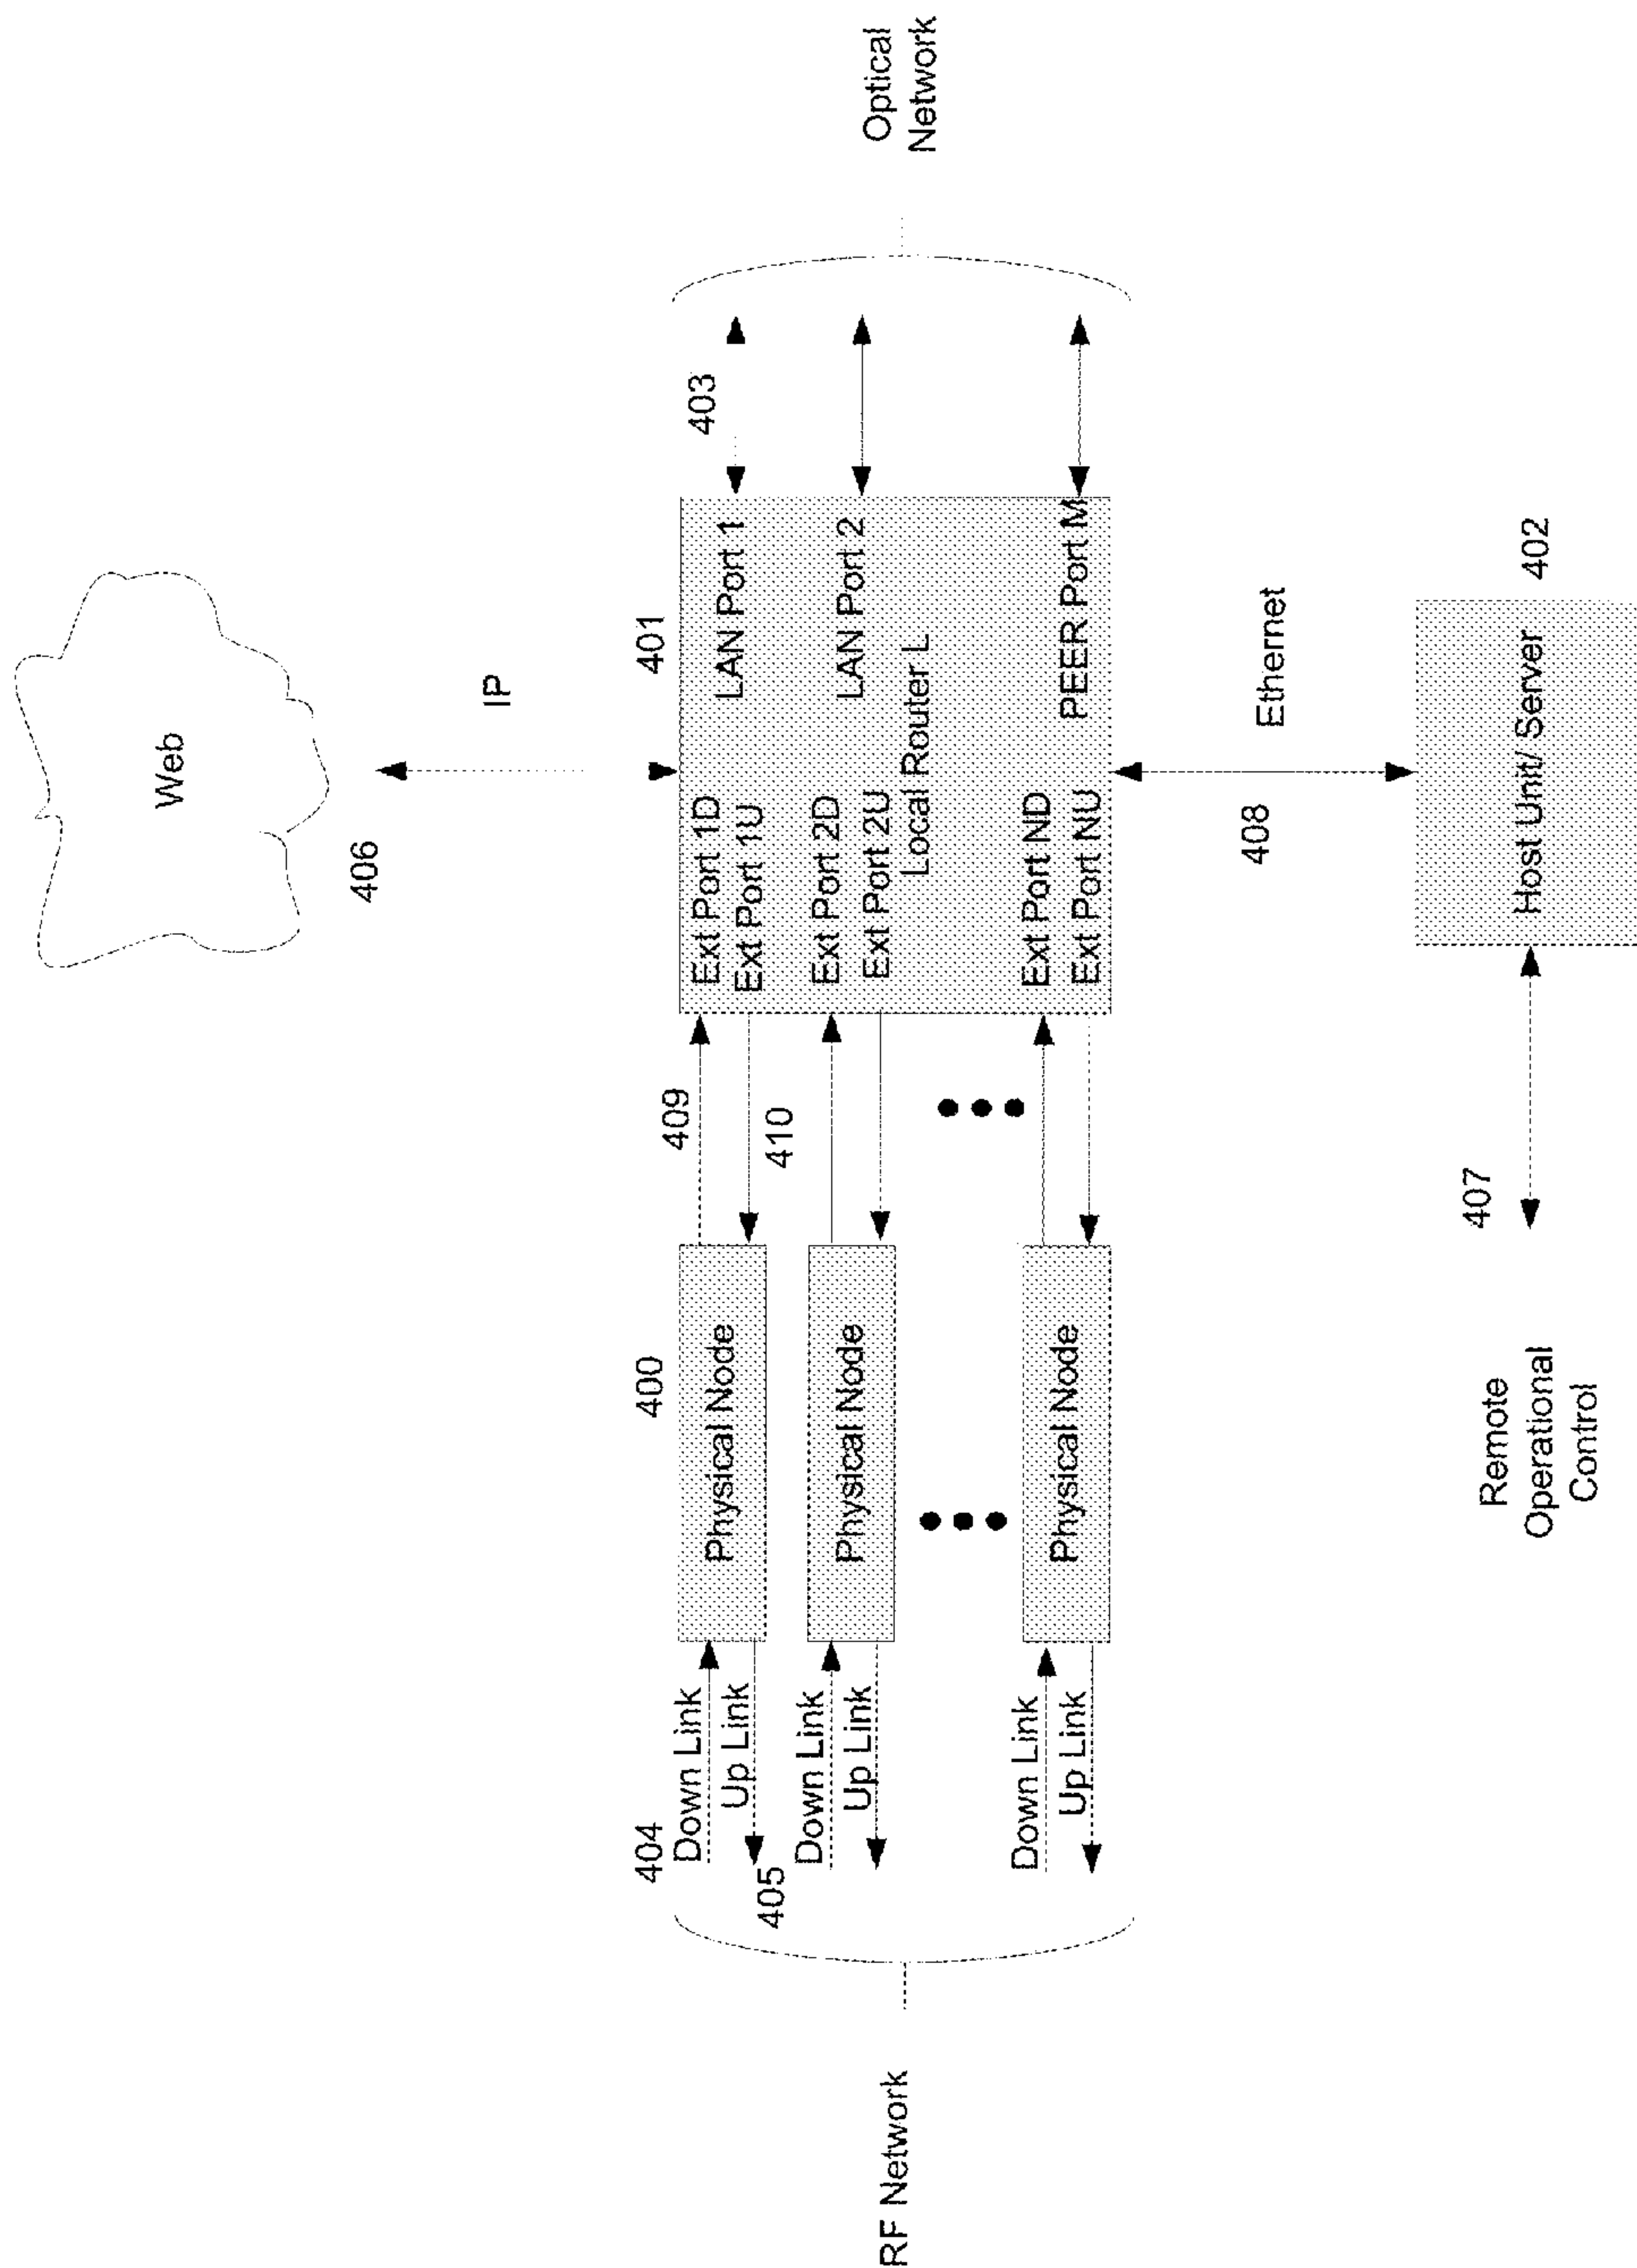 Web
406
IP
RF Network
404
Down Link
Up Link
405
Down Link
Up Link
Down Link
Up Link
400
Physical Node
Physical Node
Physical Node
409
410
401
Ext Port 1D
Ext Port 1U
Ext Port 2D
Ext Port 2U
Local Router L
Ext Port ND
Ext Port NU
LAN Port 1
LAN Port 2
PEER Port M
403
Optical
Network
408
Ethernet
Remote
Operational
Control
407
Host Unit/ Server
402